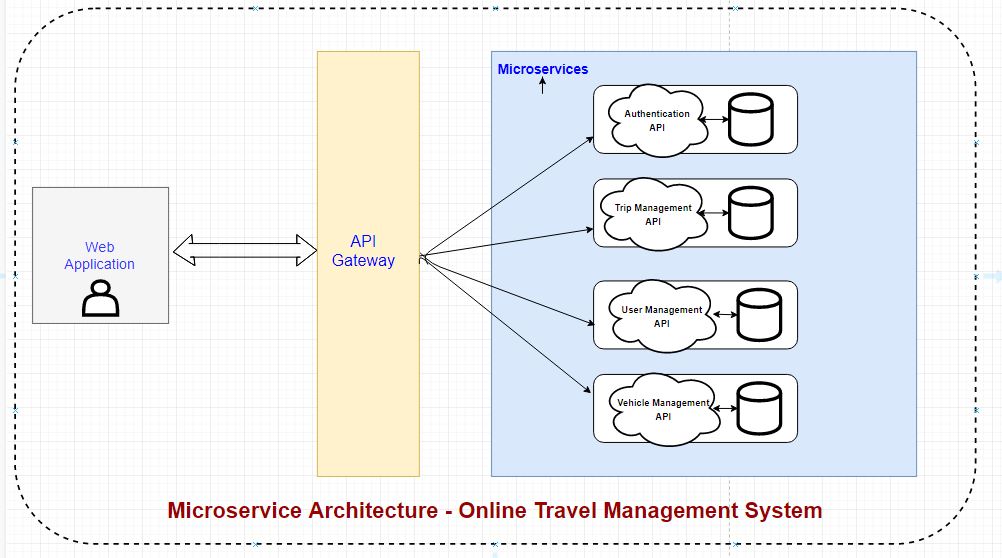 Microservices
Web
Application
API
Gateway
Authentication
API
Trip Management
API
User Management
API
Vehicle Management
API
Microservice Architecture - Online Travel Management System